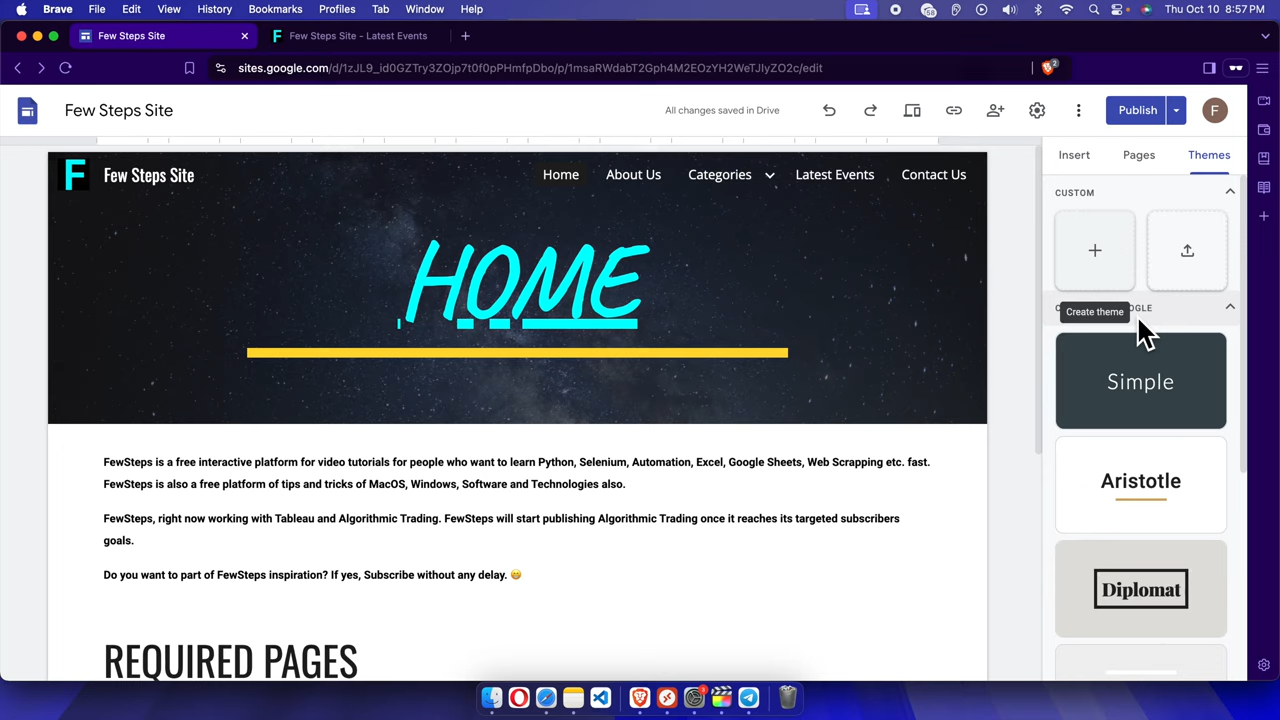 Brave File Edit View History Bookmarks Profiles Tab Window Help
58
Thu Oct 10 8:57 PM
Few Steps Site
Few Steps Site - Latest Events
sites.google.com/d/1zJL9_id0GZTry3ZOjp7t0f0pPHmfpDbo/p/1msaRWdabT2Gph4M2EOzYH2WeTJIyZO2c/edit
2
Few Steps Site
All changes saved in Drive
Publish
F
Insert Pages Themes
F Few Steps Site
Home About Us Categories Latest Events Contact Us
CUSTOM
HOME
Create theme
Simple
Aristotle
Diplomat
FewSteps is a free interactive platform for video tutorials for people who want to learn Python, Selenium, Automation, Excel, Google Sheets, Web Scrapping etc. fast.
FewSteps is also a free platform of tips and tricks of MacOS, Windows, Software and Technologies also.
FewSteps, right now working with Tableau and Algorithmic Trading. FewSteps will start publishing Algorithmic Trading once it reaches its targeted subscribers
goals.
Do you want to part of FewSteps inspiration? If yes, Subscribe without any delay. 😁
REQUIRED PAGES